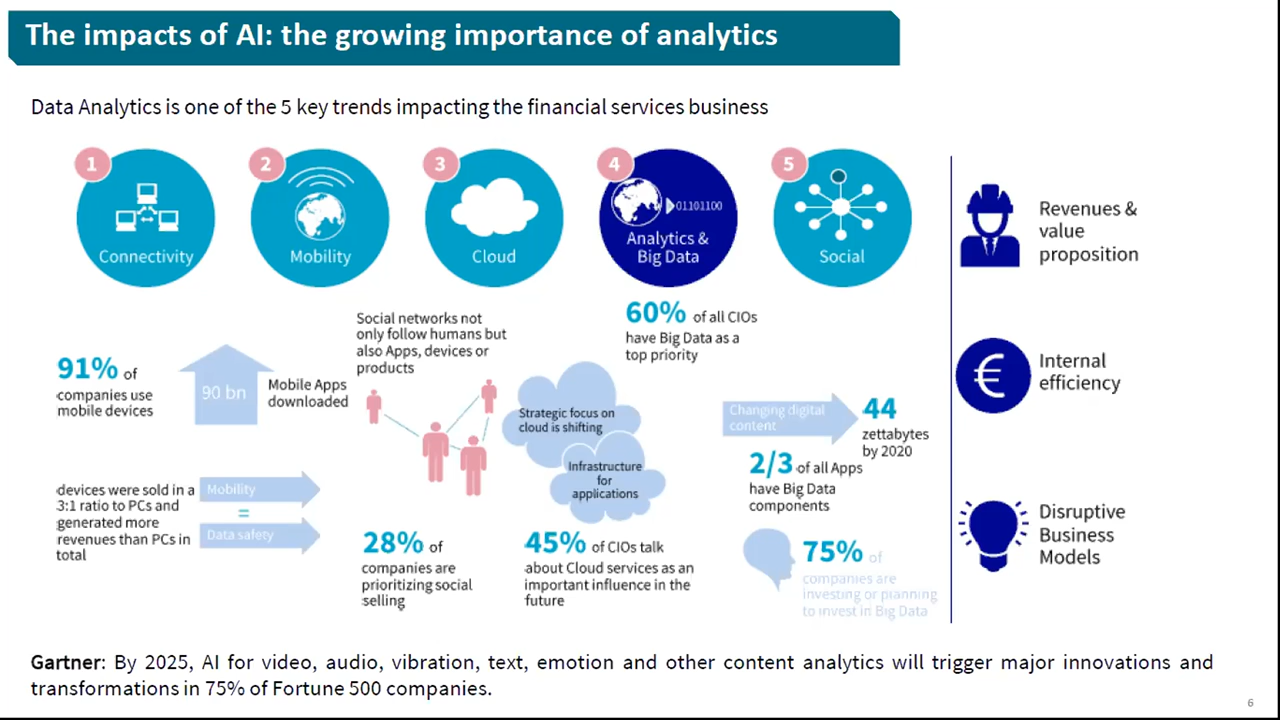 The impacts of AI: the growing importance of analytics
Data Analytics is one of the 5 key trends impacting the financial services business
1
Connectivity
2
Mobility
3
Cloud
4
01101100
Analytics &
Big Data
5
Social
91% of
companies use
mobile devices
90 bn
Mobile Apps
downloaded
devices were sold in a
3:1 ratio to PCs and
generated more
revenues than PCs in
total
Mobility
=
Data safety
Social networks not
only follow humans but
also Apps, devices or
products
28% of
companies are
prioritizing social
selling
Strategic focus on
cloud is shifting
Infrastructure
for
applications
45% of CIOs talk
about Cloud services as an
important influence in the
future
60% of all CIOs
have Big Data as a
top priority
Changing digital
content
44
zettabytes
by 2020
2/3 of all Apps
have Big Data
components
75% of
companies are
investing or planning
to invest in Big Data
Revenues &
value
proposition
€
Internal
efficiency
Disruptive
Business
Models
Gartner: By 2025, AI for video, audio, vibration, text, emotion and other content analytics will trigger major innovations and
transformations in 75% of Fortune 500 companies.
6